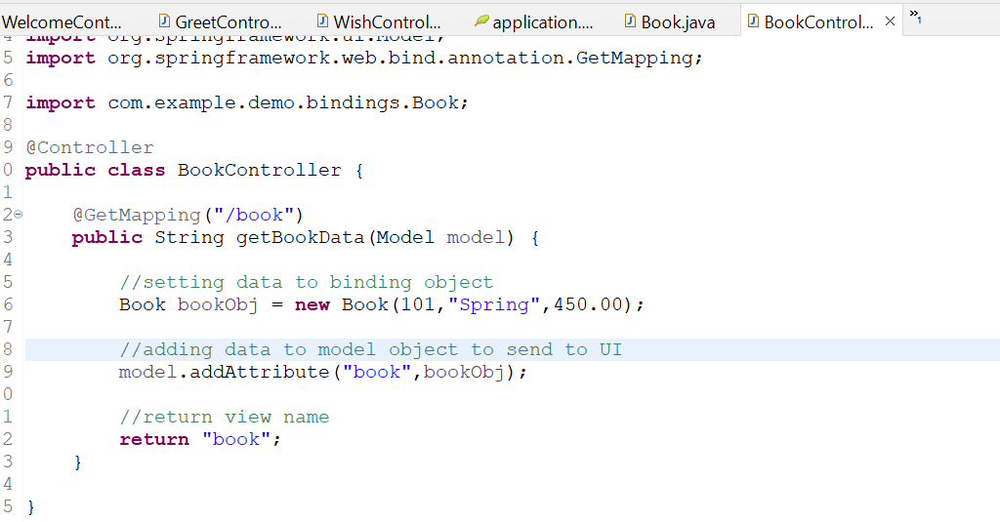 WelcomeCont... GreetContro... WishControl... application.... Book.java BookControl... »1
4 import org.springframework.ui.Model;
5 import org.springframework.web.bind.annotation.GetMapping;
6
7 import com.example.demo.bindings.Book;
8
9 @Controller
0 public class BookController {
1
2 @GetMapping("/book")
3 public String getBookData(Model model) {
4
5 //setting data to binding object
6 Book bookObj = new Book(101,"Spring",450.00);
7
8 //adding data to model object to send to UI
9 model.addAttribute("book",bookObj);
0
1 //return view name
2 return "book";
3 }
4
5 }